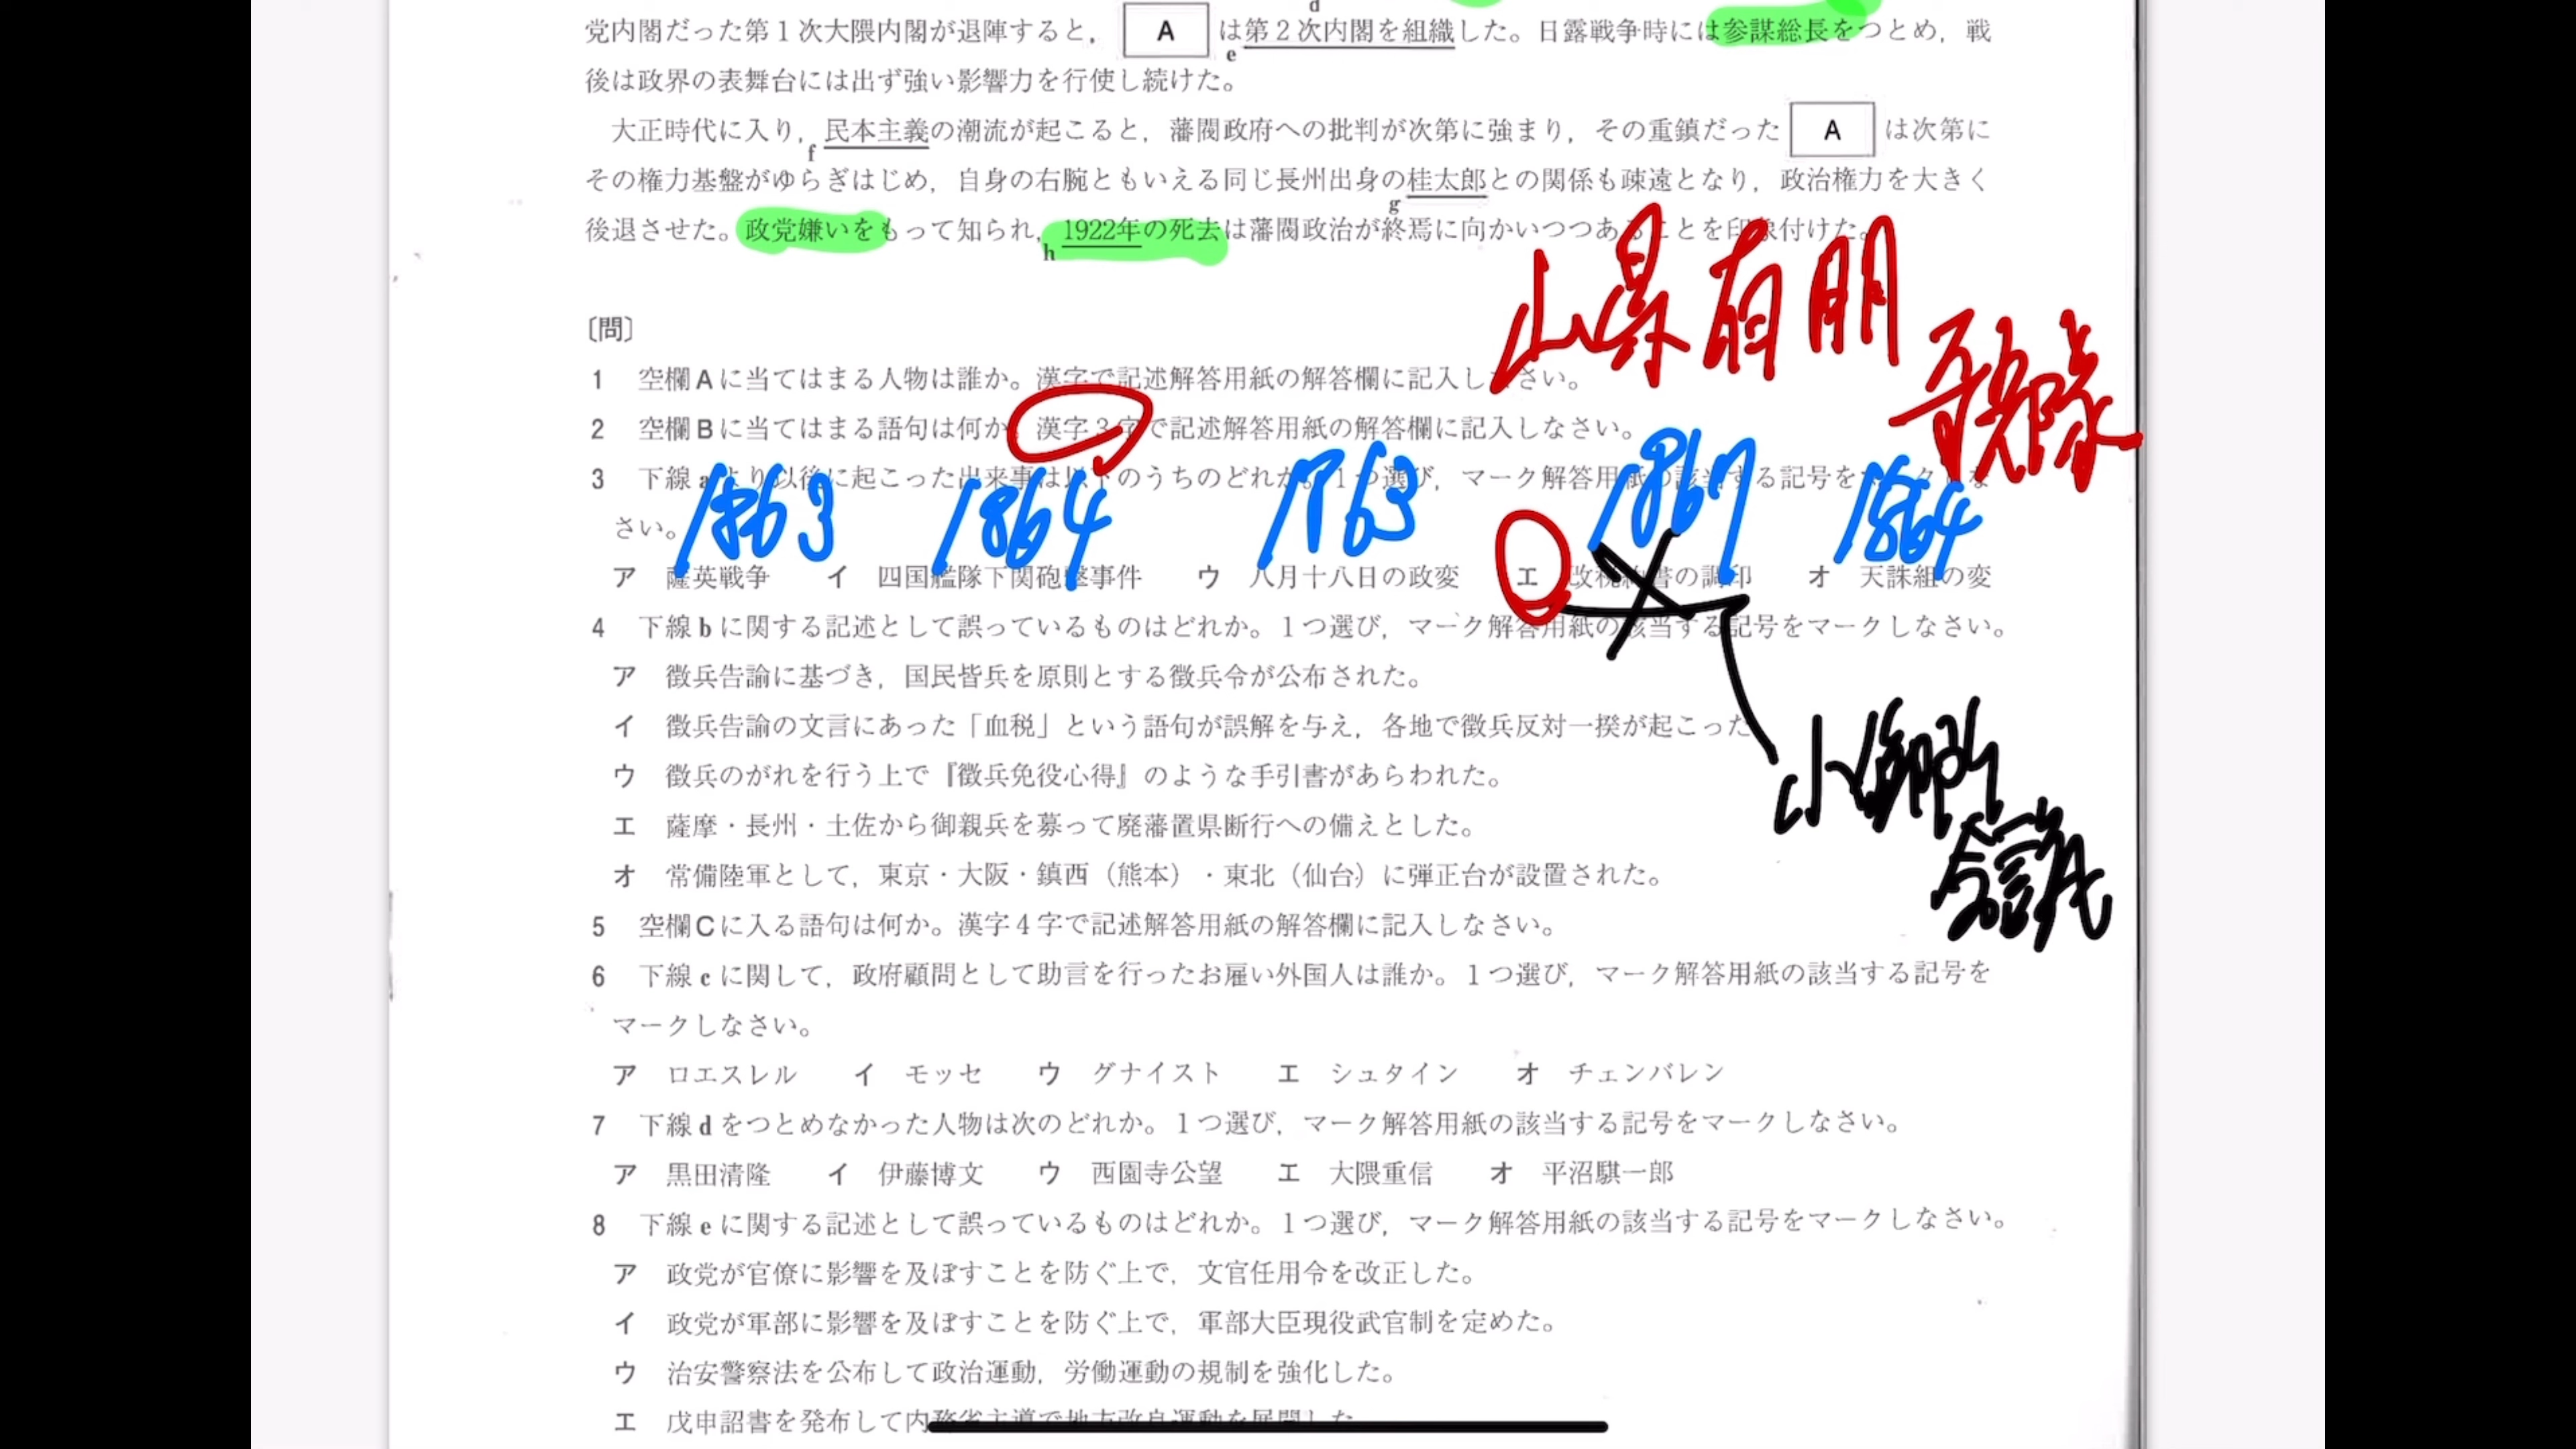 d
党内閣だった第1次大隈内閣が退陣すると，Aは第2次内閣を組織した。日露戦争時には参謀総長をつとめ，戦
e
後は政界の表舞台には出ず強い影響力を行使し続けた。
大正時代に入り，民本主義の潮流が起こると，藩閥政府への批判が次第に強まり，その重鎮だったAは次第に
f
その権力基盤がゆらぎはじめ，自身の右腕ともいえる同じ長州出身の桂太郎との関係も疎遠となり，政治権力を大きく
g
後退させた。政党嫌いをもって知られ，1922年の死去は藩閥政治が終焉に向かいつつあることを印象付けた。
h
山県有朋
〔問〕
奇兵隊
1 空欄Aに当てはまる人物は誰か。漢字で記述解答用紙の解答欄に記入しなさい。
2 空欄Bに当てはまる語句は何か。漢字3字で記述解答用紙の解答欄に記入しなさい。
3 下線aより以後に起こった出来事は以下のうちのどれか。1つ選び，マーク解答用紙の該当する記号をマークしな
さい。
1863 1864 1863 1867 1864
ア 薩英戦争 イ 四国艦隊下関砲撃事件 ウ 八月十八日の政変 エ 改税約書の調印 オ 天誅組の変
4 下線bに関する記述として誤っているものはどれか。1つ選び，マーク解答用紙の該当する記号をマークしなさい。
ア 徴兵告諭に基づき，国民皆兵を原則とする徴兵令が公布された。
イ 徴兵告諭の文言にあった「血税」という語句が誤解を与え，各地で徴兵反対一揆が起こった
小御所
ウ 徴兵のがれを行う上で『徴兵免役心得』のような手引書があらわれた。
エ 薩摩・長州・土佐から御親兵を募って廃藩置県断行への備えとした。
会議
オ 常備陸軍として，東京・大阪・鎮西（熊本）・東北（仙台）に弾正台が設置された。
5 空欄Cに入る語句は何か。漢字4字で記述解答用紙の解答欄に記入しなさい。
6 下線cに関して，政府顧問として助言を行ったお雇い外国人は誰か。1つ選び，マーク解答用紙の該当する記号を
マークしなさい。
ア ロエスレル イ モッセ ウ グナイスト エ シュタイン オ チェンバレン
7 下線dをつとめなかった人物は次のどれか。1つ選び，マーク解答用紙の該当する記号をマークしなさい。
ア 黒田清隆 イ 伊藤博文 ウ 西園寺公望 エ 大隈重信 オ 平沼騏一郎
8 下線eに関する記述として誤っているものはどれか。1つ選び，マーク解答用紙の該当する記号をマークしなさい。
ア 政党が官僚に影響を及ぼすことを防ぐ上で，文官任用令を改正した。
イ 政党が軍部に影響を及ぼすことを防ぐ上で，軍部大臣現役武官制を定めた。
ウ 治安警察法を公布して政治運動，労働運動の規制を強化した。
エ 戊申詔書を発布して内務省主導で地方改良運動を展開した